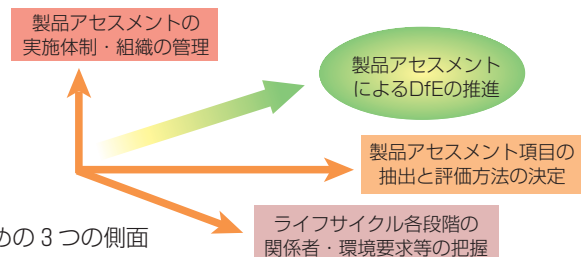 製品アセスメントの
実施体制・組織の管理
製品アセスメント
によるDfEの推進
製品アセスメント項目の
抽出と評価方法の決定
ライフサイクル各段階の
関係者・環境要求等の把握
めの3つの側面